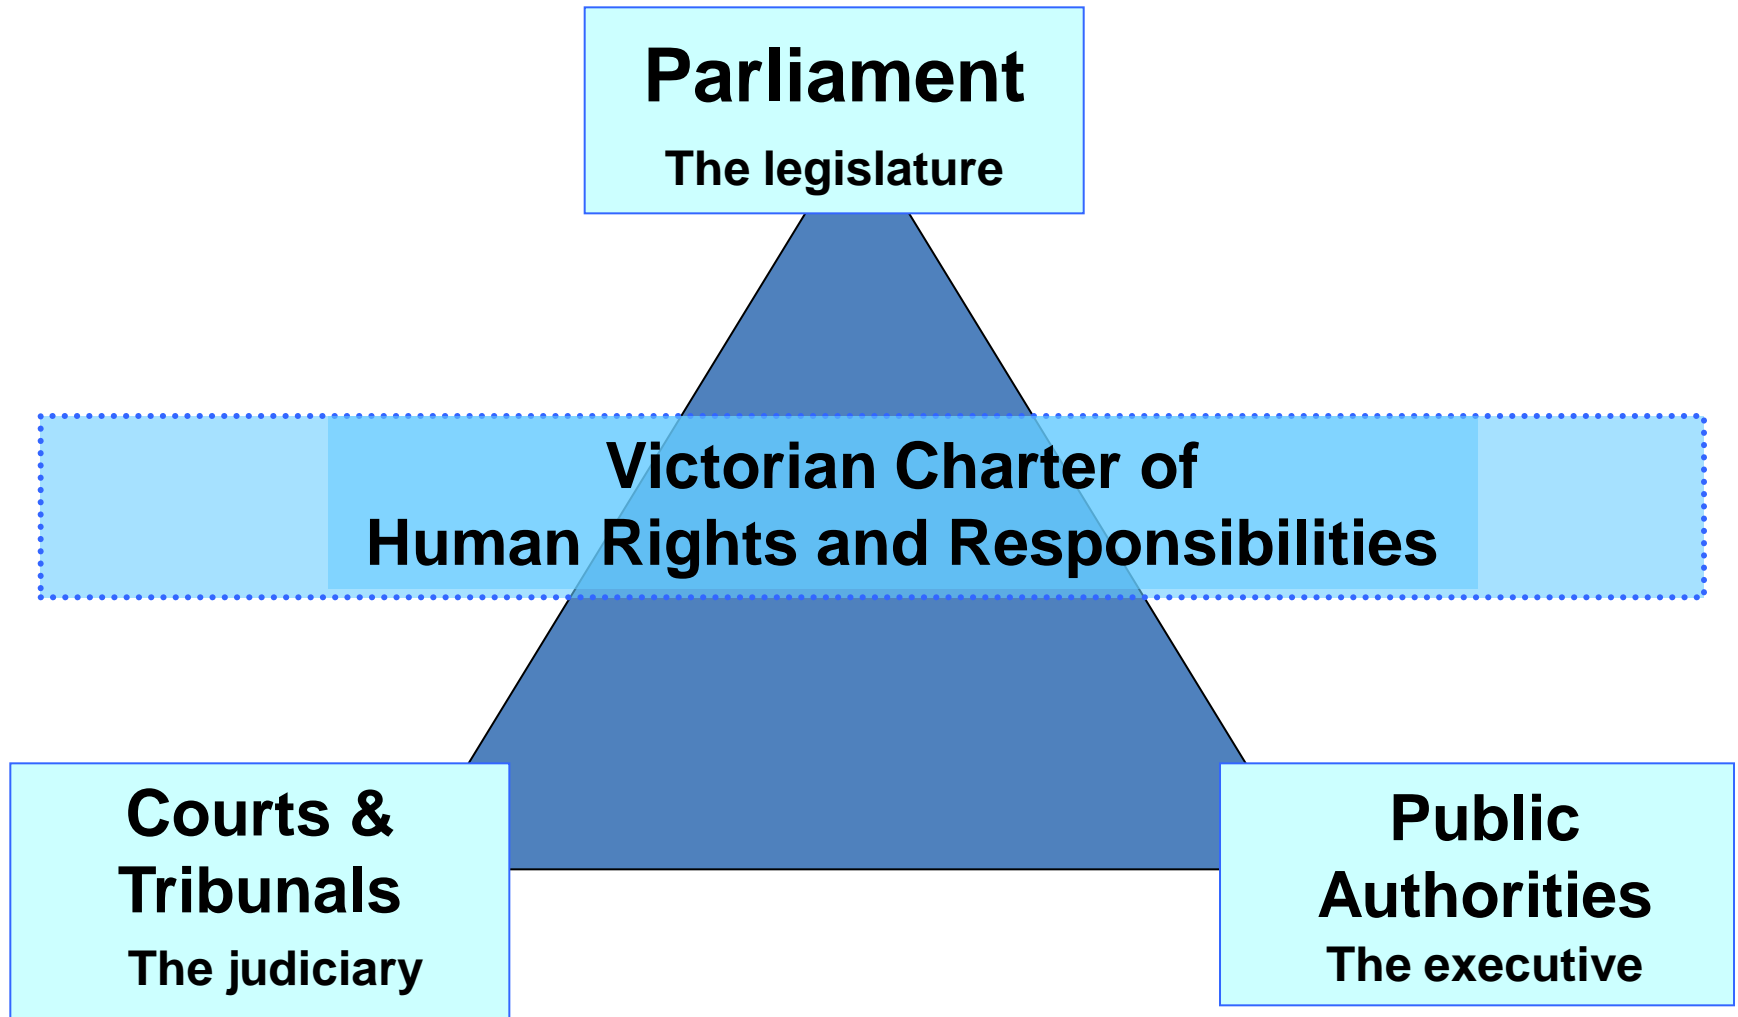 Parliament
The legislature
Victorian Charter of
Human Rights and Responsibilities
Courts &
Tribunals
The judiciary
Public
Authorities
The executive